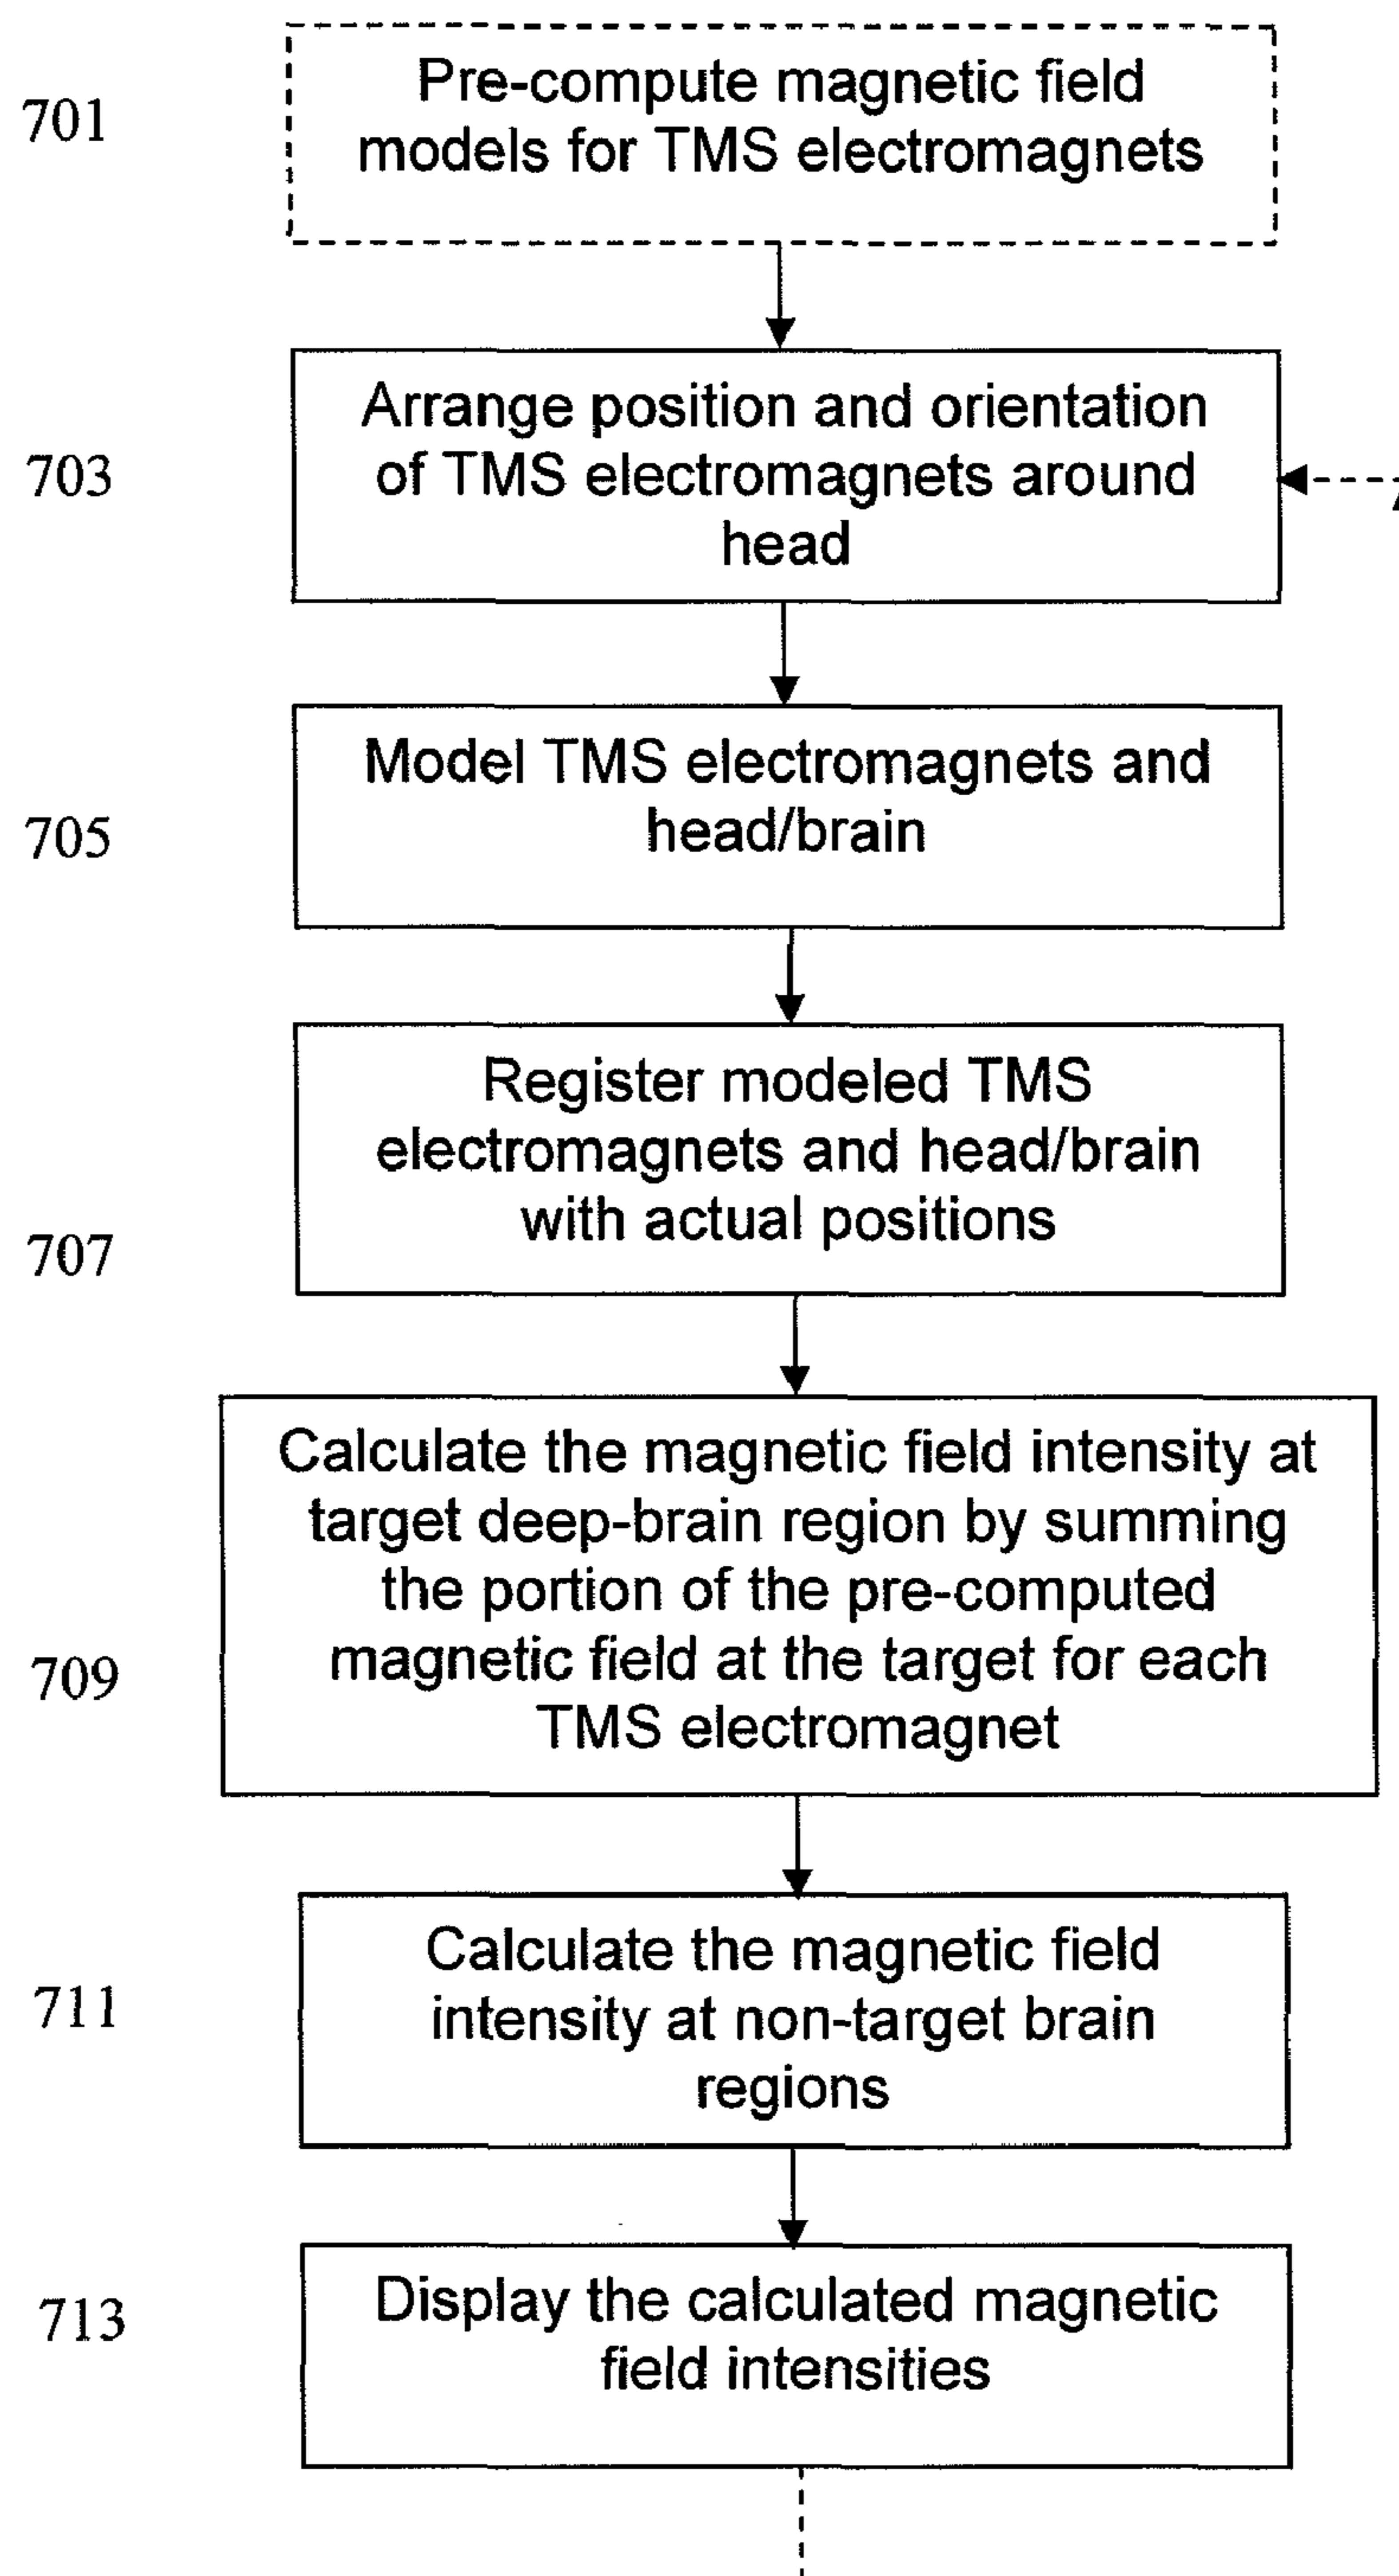 701
Pre-compute magnetic field
models for TMS electromagnets
703
Arrange position and orientation
of TMS electromagnets around
head
705
Model TMS electromagnets and
head/brain
707
Register modeled TMS
electromagnets and head/brain
with actual positions
709
Calculate the magnetic field intensity at
target deep-brain region by summing
the portion of the pre-computed
magnetic field at the target for each
TMS electromagnet
711
Calculate the magnetic field
intensity at non-target brain
regions
713
Display the calculated magnetic
field intensities